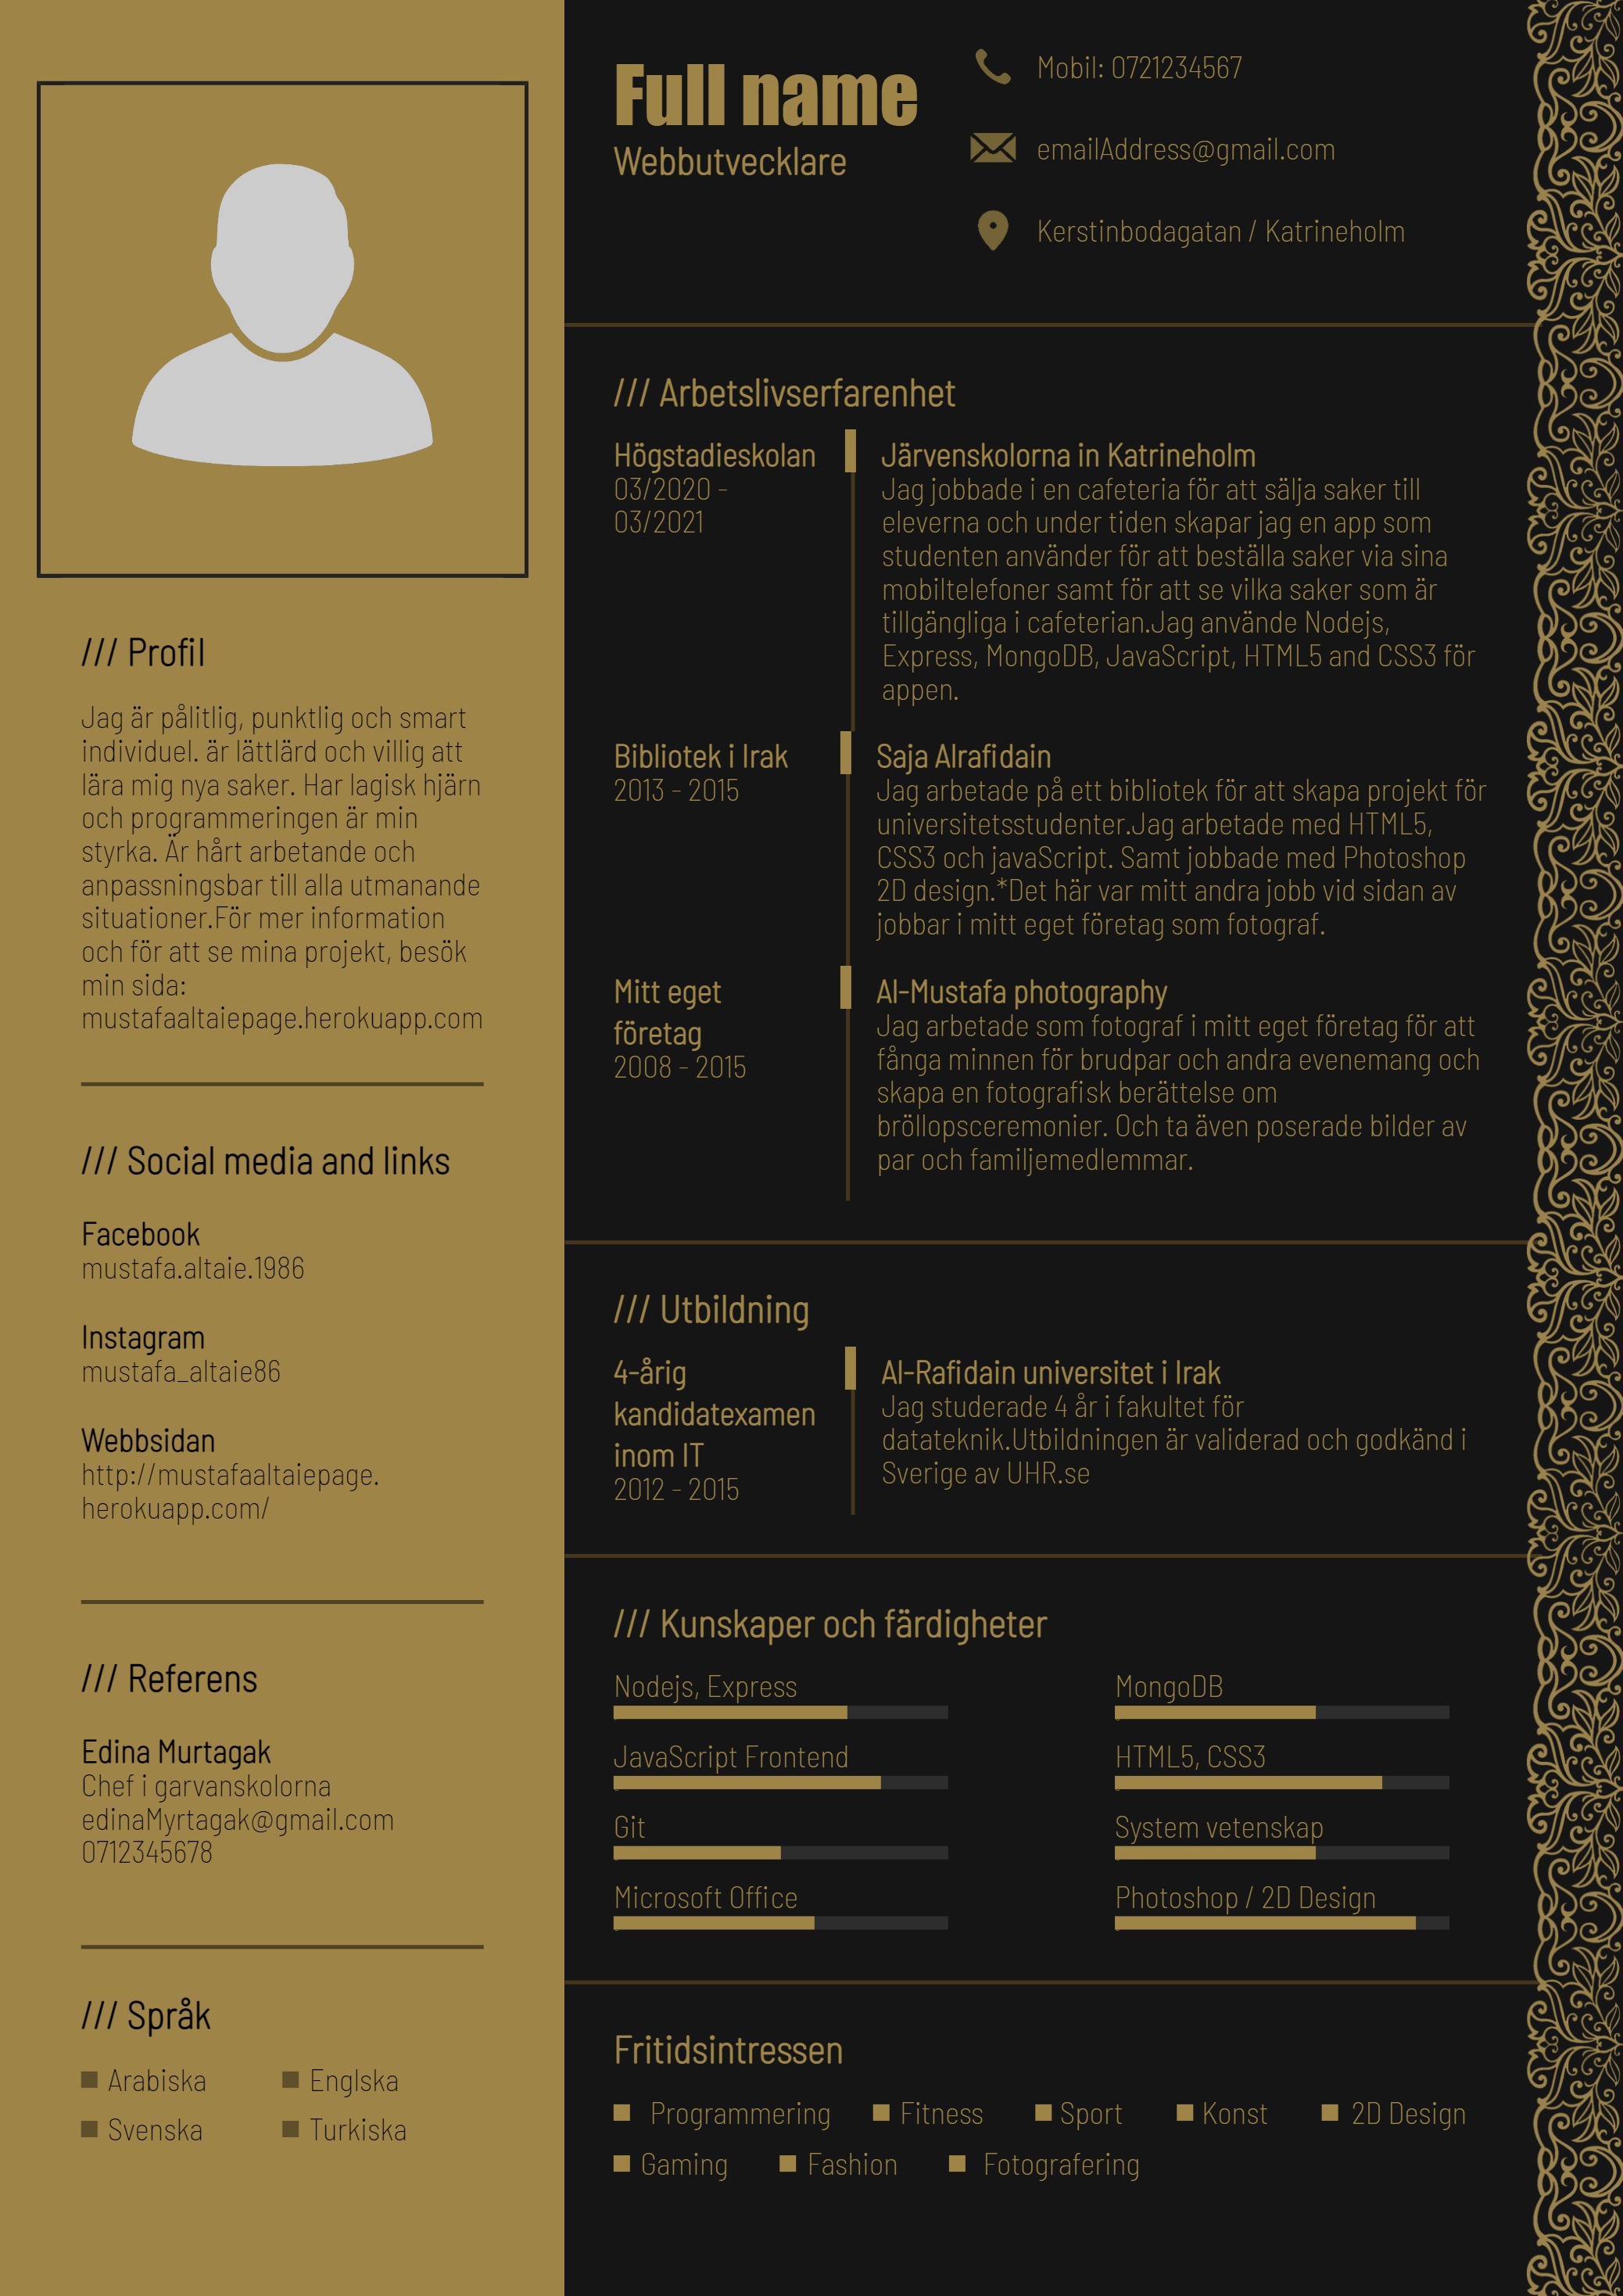 Full name
Webbutvecklare
Mobil: 0721234567
emailAddress@gmail.com
Kerstinbodagatan / Katrineholm
/// Profil
Jag är pålitlig, punktlig och smart
individuel. är lättlärd och villig att
lära mig nya saker. Har lagisk hjärn
och programmeringen är min
styrka. Är hårt arbetande och
anpassningsbar till alla utmanande
situationer.För mer information
och för att se mina projekt, besök
min sida:
mustafaaltaiepage.herokuapp.com
/// Social media and links
Facebook
mustafa.altaie.1986
Instagram
mustafa_altaie86
Webbsidan
http://mustafaaltaiepage.
herokuapp.com/
/// Referens
Edina Murtagak
Chef i garvanskolorna
edinaMyrtagak@gmail.com
0712345678
/// Språk
Arabiska
Englska
Svenska
Turkiska
/// Arbetslivserfarenhet
Högstadieskolan
03/2020 -
03/2021
Järvenskolorna in Katrineholm
Jag jobbade i en cafeteria för att sälja saker till
eleverna och under tiden skapar jag en app som
studenten använder för att beställa saker via sina
mobiltelefoner samt för att se vilka saker som är
tillgängliga i cafeterian.Jag använde Nodejs,
Express, MongoDB, JavaScript, HTML5 and CSS3 för
appen.
Bibliotek i Irak
2013 - 2015
Saja Alrafidain
Jag arbetade på ett bibliotek för att skapa projekt för
universitetsstudenter.Jag arbetade med HTML5,
CSS3 och javaScript. Samt jobbade med Photoshop
2D design.*Det här var mitt andra jobb vid sidan av
jobbar i mitt eget företag som fotograf.
Mitt eget
företag
2008 - 2015
Al-Mustafa photography
Jag arbetade som fotograf i mitt eget företag för att
fånga minnen för brudpar och andra evenemang och
skapa en fotografisk berättelse om
bröllopsceremonier. Och ta även poserade bilder av
par och familjemedlemmar.
/// Utbildning
4-årig
kandidatexamen
inom IT
2012 - 2015
Al-Rafidain universitet i Irak
Jag studerade 4 år i fakultet för
datateknik.Utbildningen är validerad och godkänd i
Sverige av UHR.se
/// Kunskaper och färdigheter
Nodejs, Express
MongoDB
JavaScript Frontend
HTML5, CSS3
Git
System vetenskap
Microsoft Office
Photoshop / 2D Design
Fritidsintressen
Programmering
Fitness
Sport
Konst
2D Design
Gaming
Fashion
Fotografering